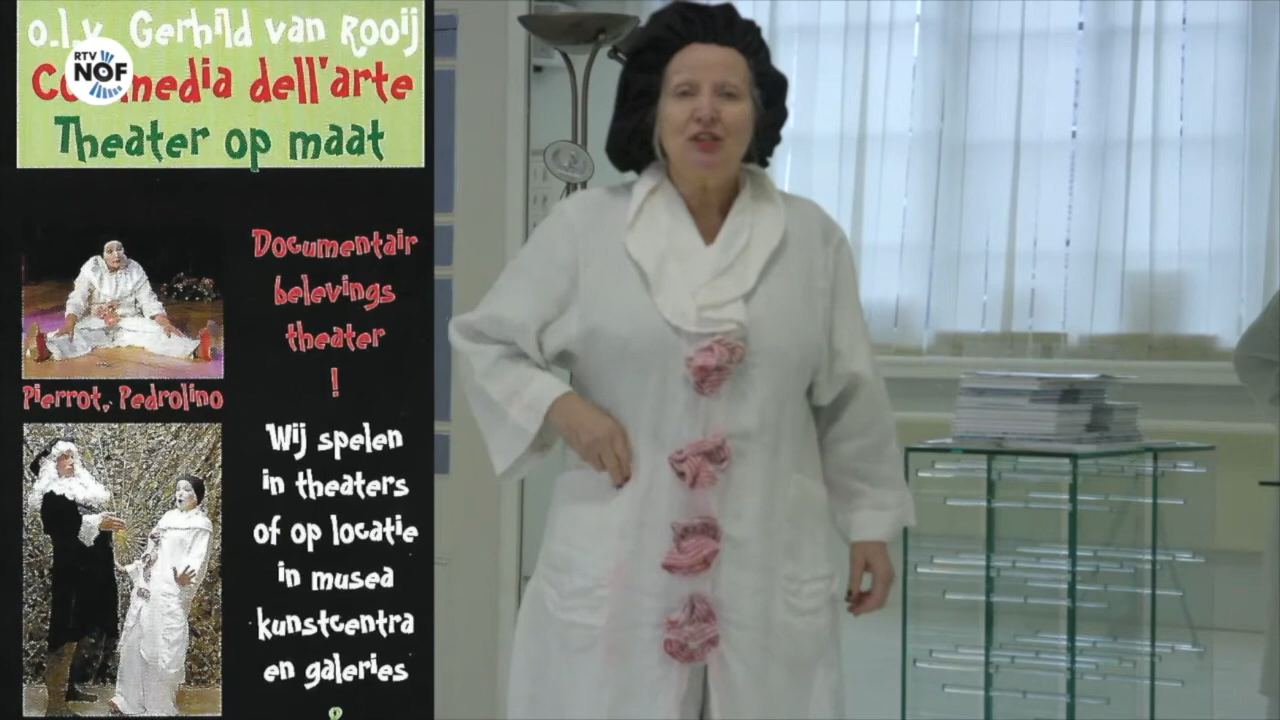 o.l.v. Gerhild van Rooij
RTV
NOF
Commedia dell'arte
Theater op maat
Documentair
belevings
theater
!
Pierrot, Pedrolino
Wij spelen
in theaters
of op locatie
in musea
kunstcentra
en galeries